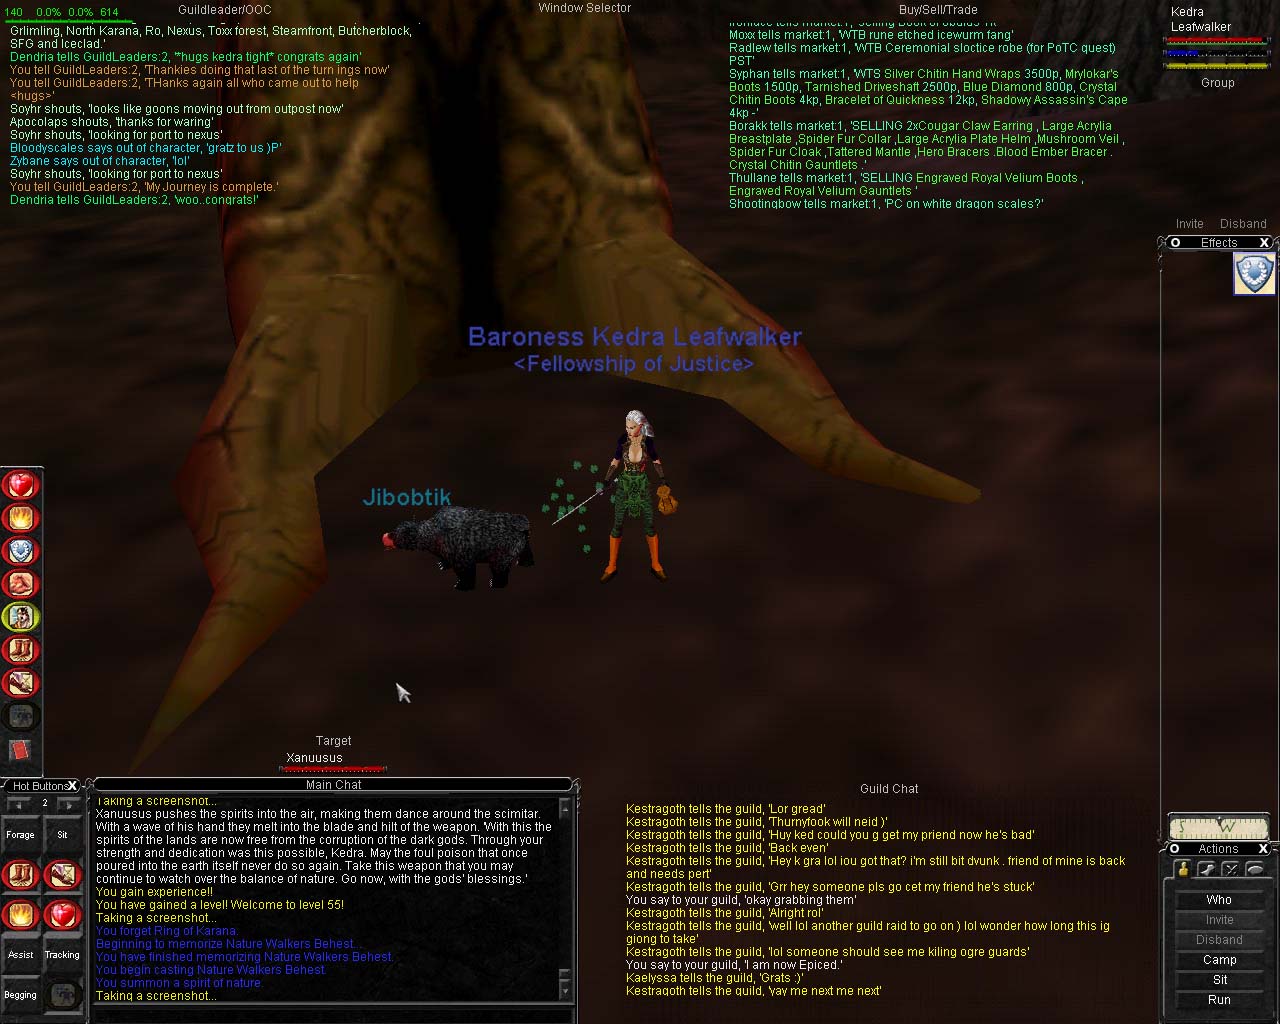 140 0.0% 0.0% 614
Guildleader/OOC
Grlimling, North Karana, Ro, Nexus, Toxx forest, Steamfront, Butcherblock,
SFG and Iceclad.'
Dendria tells GuildLeaders:2, '*hugs kedra tight* congrats again'
You tell GuildLeaders:2, 'Thankies doing that last of the turn ings now'
You tell GuildLeaders:2, 'THanks again all who came out to help
<hugs>'
Soyhr shouts, 'looks like goons moving out from outpost now'
Apocolaps shouts, 'thanks for waring'
Soyhr shouts, 'looking for port to nexus'
Bloodyscales says out of character, 'gratz to us )P'
Zybane says out of character, 'lol'
Soyhr shouts, 'looking for port to nexus'
You tell GuildLeaders:2, 'My Journey is complete.'
Dendria tells GuildLeaders:2, 'woo..congrats!'
Window Selector
Buy/Sell/Trade
Moxx tells market:1, 'WTB rune etched icewurm fang'
Radlew tells market:1, 'WTB Ceremonial sloctice robe (for PoTC quest)
PST'
Syphan tells market:1, 'WTS Silver Chitin Hand Wraps 3500p, Mrylokar's
Boots 1500p, Tarnished Driveshaft 2500p, Blue Diamond 800p, Crystal
Chitin Boots 4kp, Bracelet of Quickness 12kp, Shadowy Assassin's Cape
4kp -'
Borakk tells market:1, 'SELLING 2xCougar Claw Earring , Large Acrylia
Breastplate ,Spider Fur Collar ,Large Acrylia Plate Helm ,Mushroom Veil ,
Spider Fur Cloak ,Tattered Mantle ,Hero Bracers .Blood Ember Bracer .
Crystal Chitin Gauntlets .'
Thullane tells market:1, 'SELLING Engraved Royal Velium Boots ,
Engraved Royal Velium Gauntlets '
Shootingbow tells market:1, 'PC on white dragon scales?'
Kedra
Leafwalker
Group
Invite Disband
Effects X
Baroness Kedra Leafwalker
<Fellowship of Justice>
Jibobtik
Target
Xanuusus
Hot Buttons X
2
Forage Sit
Assist Tracking
Begging
Main Chat
Taking a screenshot...
Xanuusus pushes the spirits into the air, making them dance around the scimitar.
With a wave of his hand they melt into the blade and hilt of the weapon. 'With this the
spirits of the lands are now free from the corruption of the dark gods. Through your
strength and dedication was this possible, Kedra. May the foul poison that once
poured into the earth itself never do so again. Take this weapon that you may
continue to watch over the balance of nature. Go now, with the gods' blessings.'
You gain experience!!
You have gained a level! Welcome to level 55!
Taking a screenshot...
You forget Ring of Karana.
Beginning to memorize Nature Walkers Behest...
You have finished memorizing Nature Walkers Behest.
You begin casting Nature Walkers Behest.
You summon a spirit of nature.
Taking a screenshot...
Guild Chat
Kestragoth tells the guild, 'Lor gread'
Kestragoth tells the guild, 'Thurnyfook will neid )'
Kestragoth tells the guild, 'Huy ked could you g get my priend now he's bad'
Kestragoth tells the guild, 'Back even'
Kestragoth tells the guild, 'Hey k gra lol iou got that? i'm still bit dvunk . friend of mine is back
and needs pert'
Kestragoth tells the guild, 'Grr hey someone pls go cet my friend he's stuck'
You say to your guild, 'okay grabbing them'
Kestragoth tells the guild, 'Alright rol'
Kestragoth tells the guild, 'well lol another guild raid to go on ) lol wonder how long this ig
giong to take'
Kestragoth tells the guild, 'lol someone should see me kiling ogre guards'
You say to your guild, 'I am now Epiced.'
Kaelyssa tells the guild, 'Grats :)'
Kestragoth tells the guild, 'yay me next me next'
S W
Actions X
Who
Invite
Disband
Camp
Sit
Run